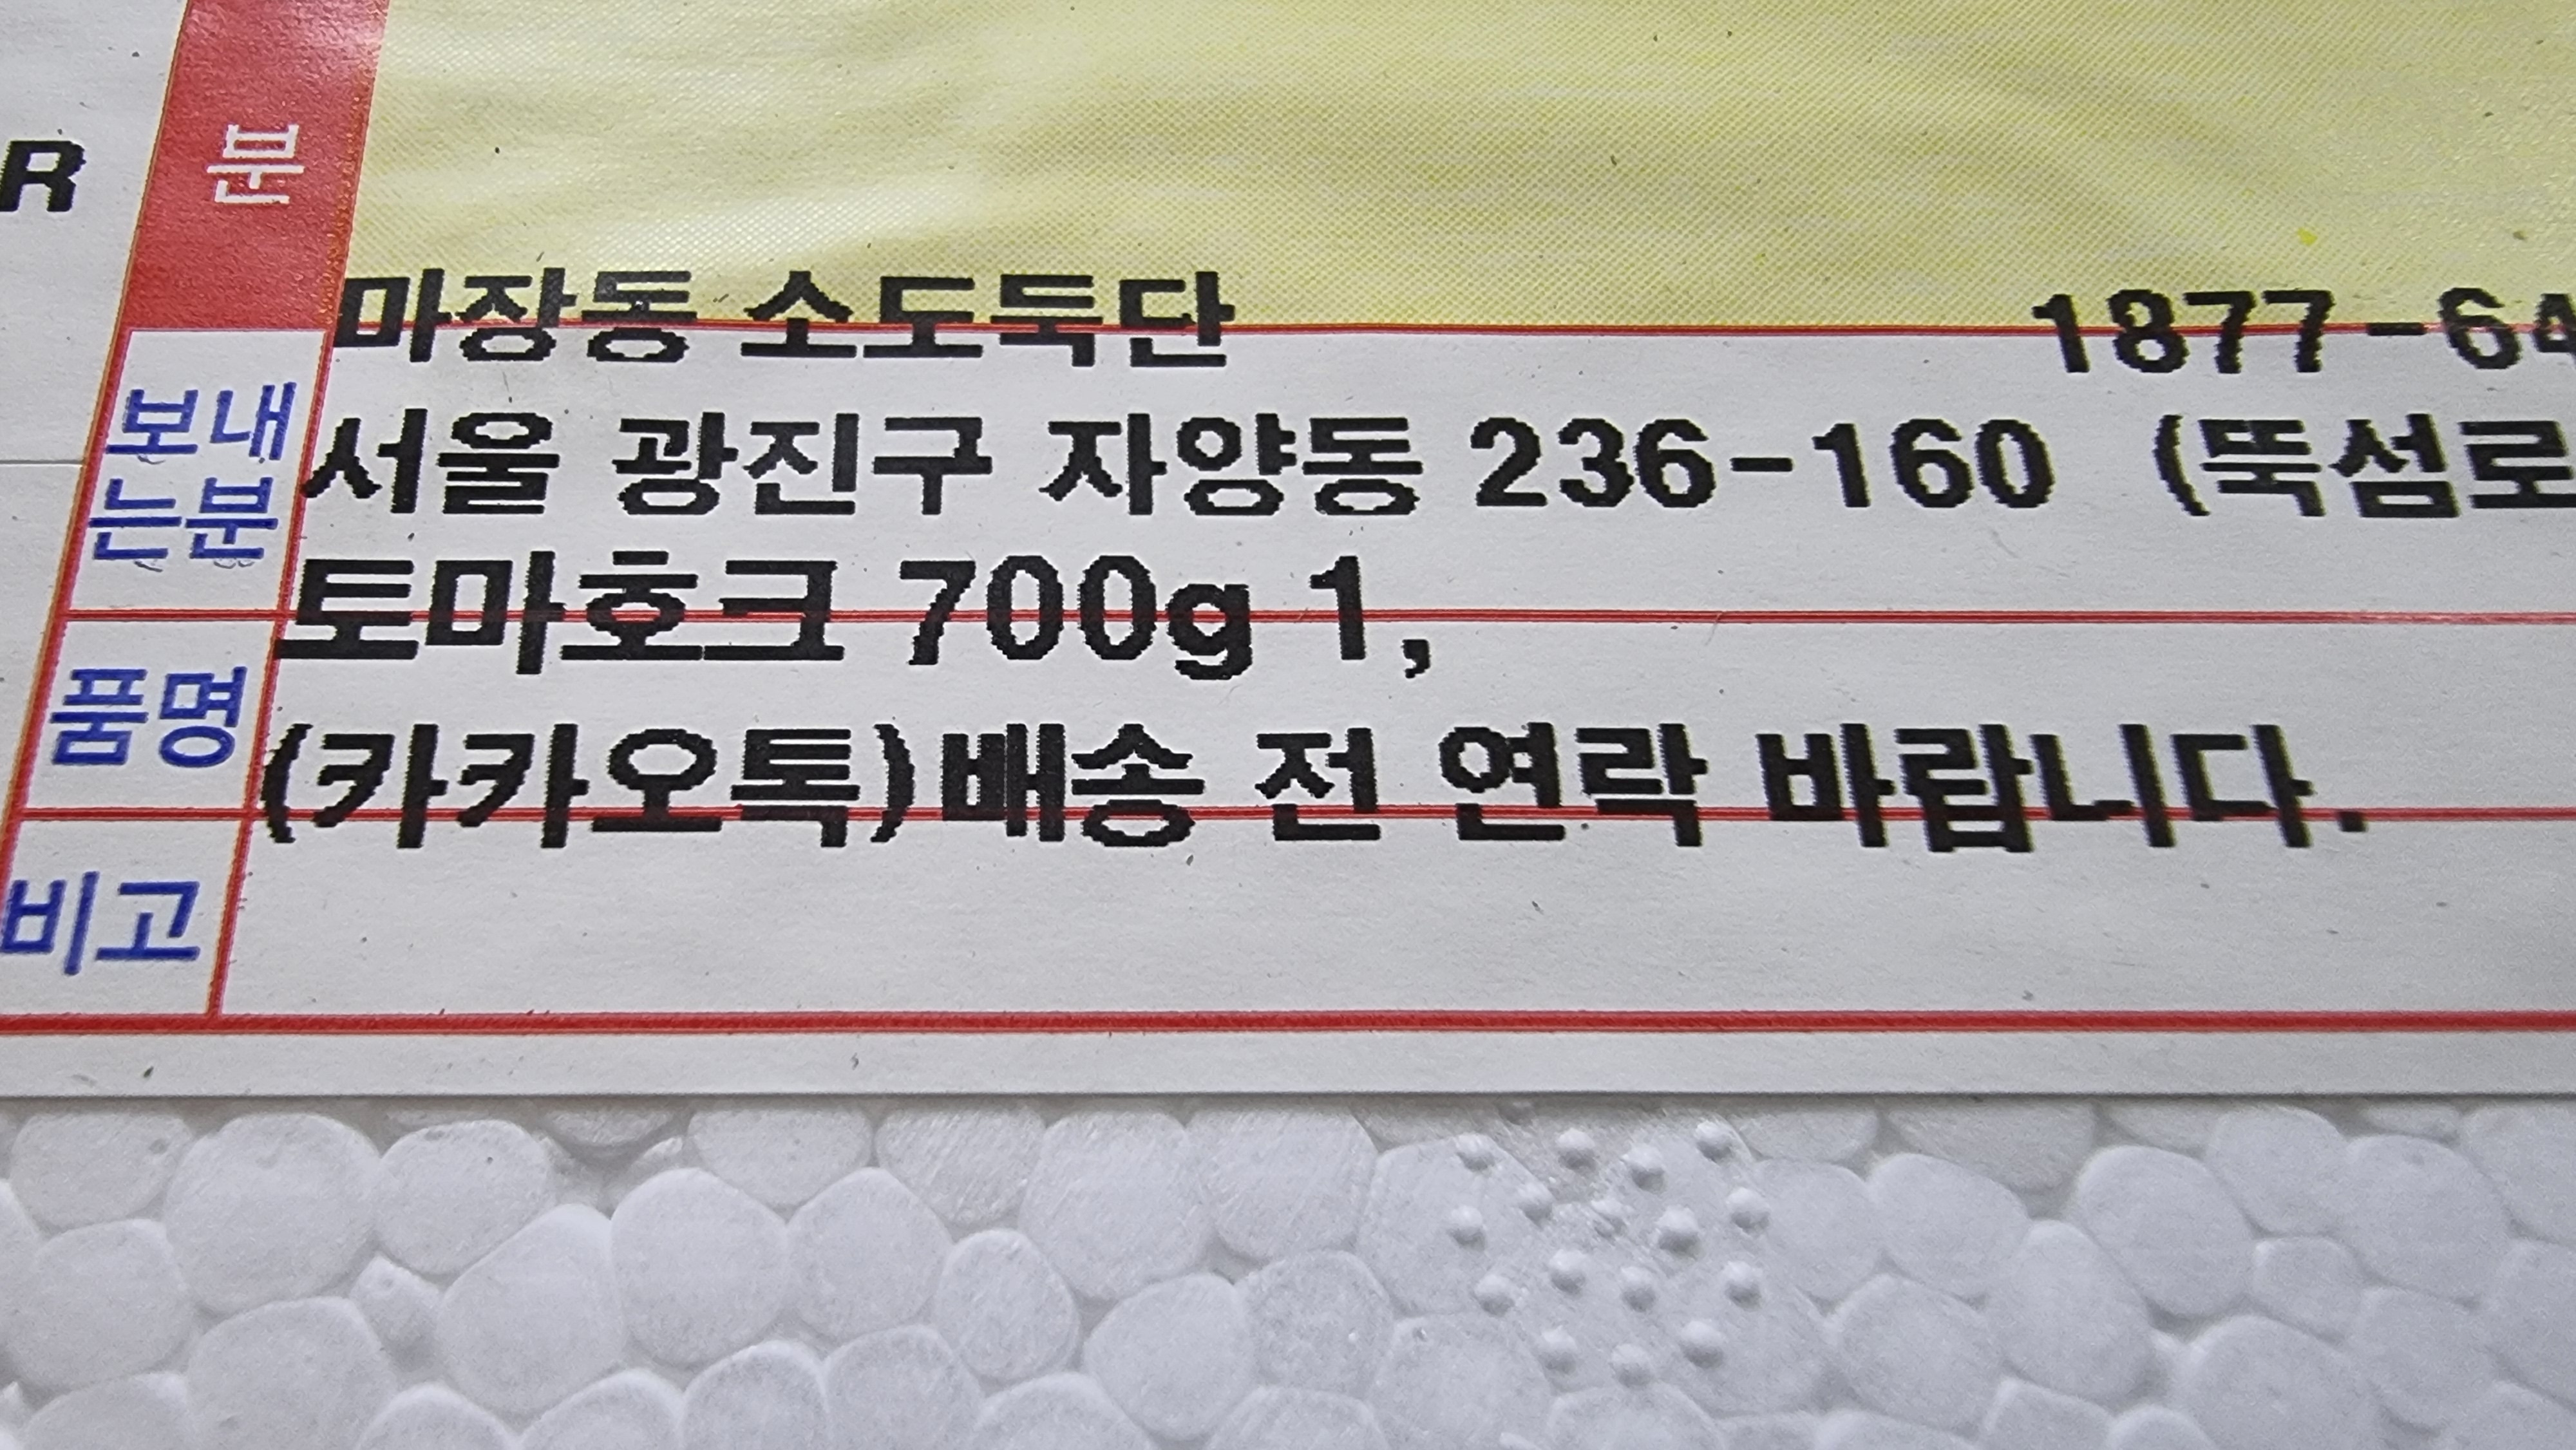 R
분
마장동 소도둑단 1877-64
보내는분
서울 광진구 자양동 236-160 (뚝섬로
토마호크 700g 1,
품명
(카카오톡)배송 전 연락 바랍니다.
비고